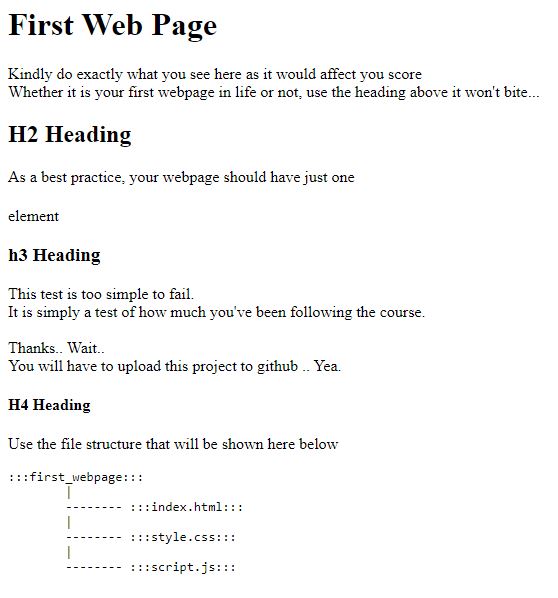 First Web Page
Kindly do exactly what you see here as it would affect you score
Whether it is your first webpage in life or not, use the heading above it won't bite...
H2 Heading
As a best practice, your webpage should have just one
element
h3 Heading
This test is too simple to fail.
It is simply a test of how much you've been following the course.
Thanks.. Wait..
You will have to upload this project to github .. Yea.
H4 Heading
Use the file structure that will be shown here below
:::first_webpage:::
|
-------- :::index.html:::
|
-------- :::style.css:::
|
-------- :::script.js:::